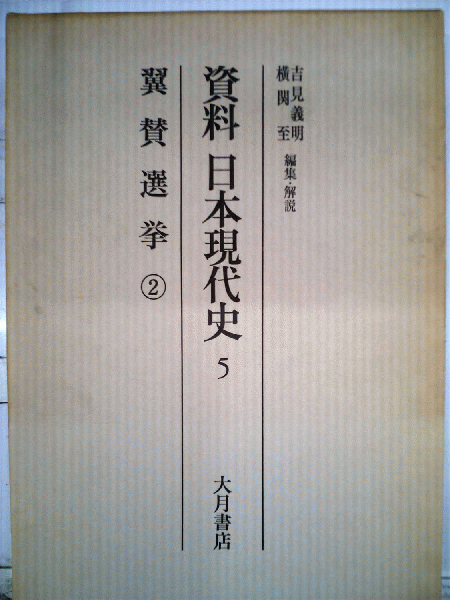 吉見義明
横関至
編集・解説
資料 日本現代史 5
大月書店
翼賛選挙 ②